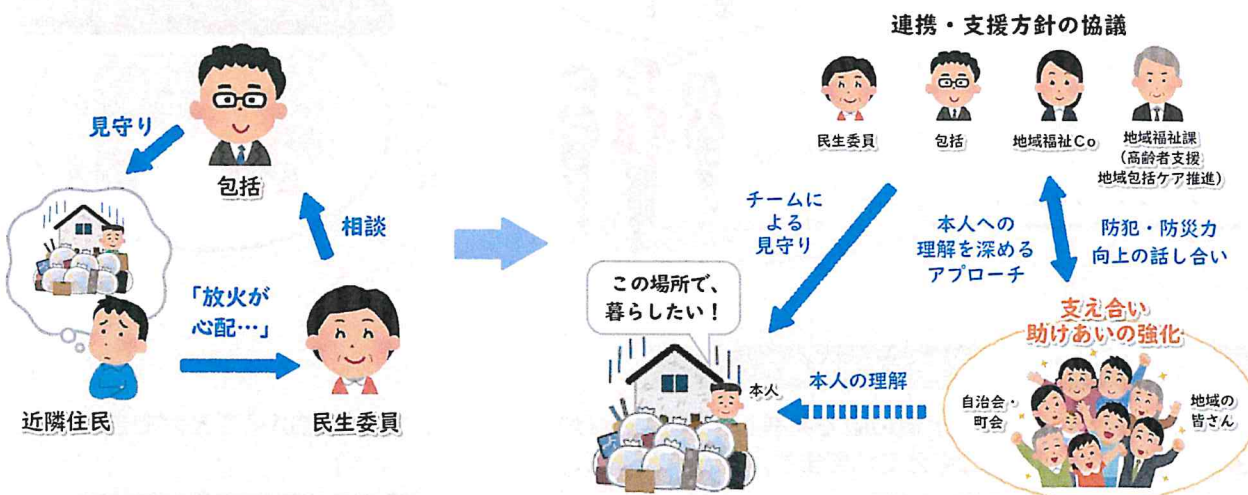 見守り
包括
相談
「放火が
心配…」
近隣住民
民生委員
連携・支援方針の協議
民生委員
包括
地域福祉Co
地域福祉課
(高齢者支援
地域包括ケア推進)
チームに
よる
見守り
本人への
理解を深める
アプローチ
防犯・防災力
向上の話し合い
この場所で、
暮らしたい!
本人
本人の理解
支え合い
助けあいの強化
自治会・
町会
地域の
皆さん